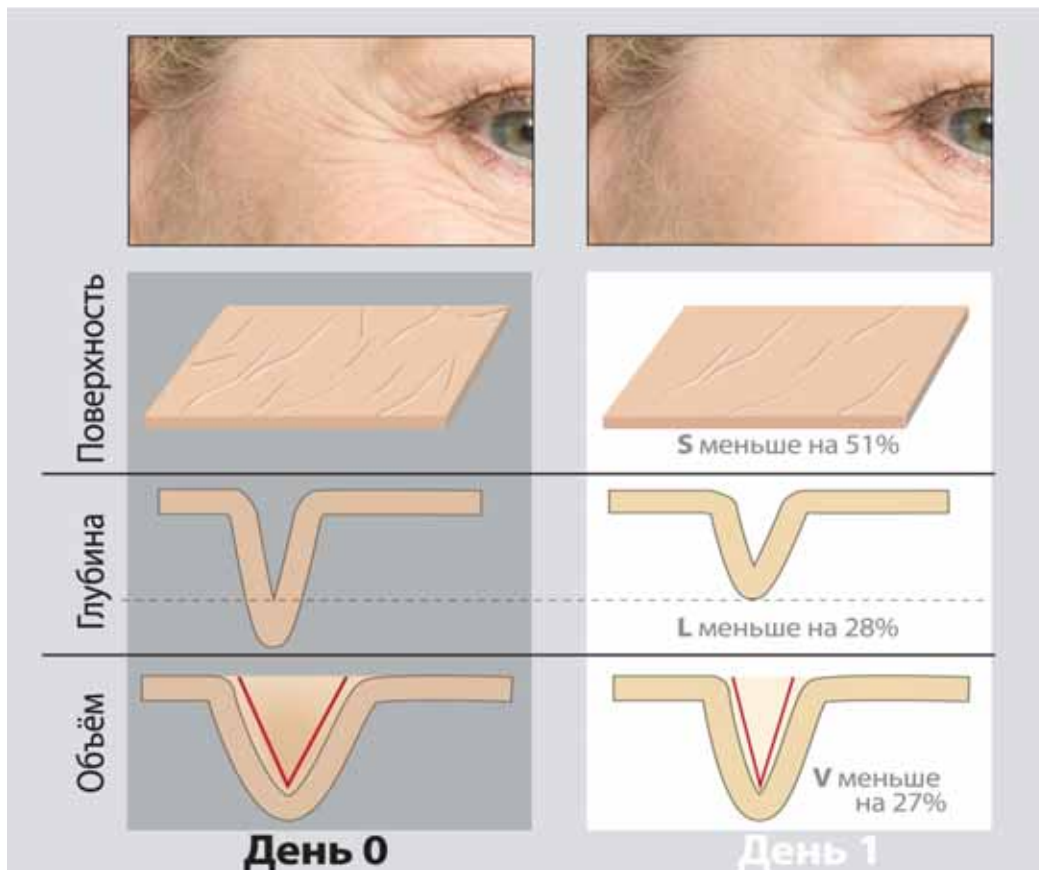 Поверхность
S меньше на 51%
Глубина
L меньше на 28%
Объём
V меньше
на 27%
День 0
День 1